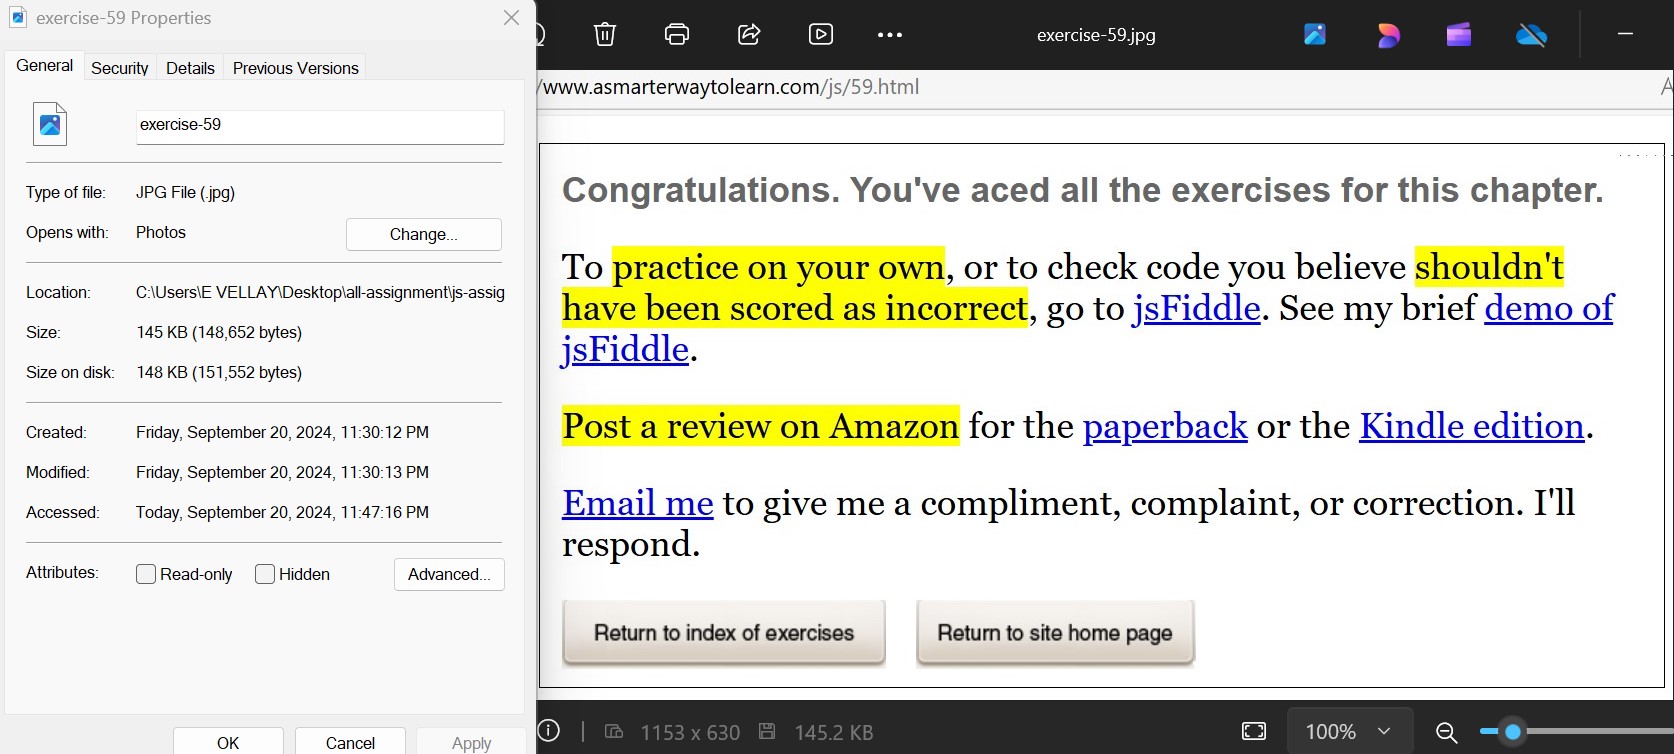 exercise-59 Properties
General Security Details Previous Versions
exercise-59
Type of file: JPG File (.jpg)
Opens with: Photos Change...
Location: C:\Users\E VELLAY\Desktop\all-assignment\js-assig
Size: 145 KB (148,652 bytes)
Size on disk: 148 KB (151,552 bytes)
Created: Friday, September 20, 2024, 11:30:12 PM
Modified: Friday, September 20, 2024, 11:30:13 PM
Accessed: Today, September 20, 2024, 11:47:16 PM
Attributes: Read-only Hidden Advanced...
OK Cancel Apply
exercise-59.jpg
/www.asmarterwaytolearn.com/js/59.html
Congratulations. You've aced all the exercises for this chapter.
To practice on your own, or to check code you believe shouldn't
have been scored as incorrect, go to jsFiddle. See my brief demo of
jsFiddle.
Post a review on Amazon for the paperback or the Kindle edition.
Email me to give me a compliment, complaint, or correction. I'll
respond.
Return to index of exercises Return to site home page
1153 x 630 145.2 KB 100%